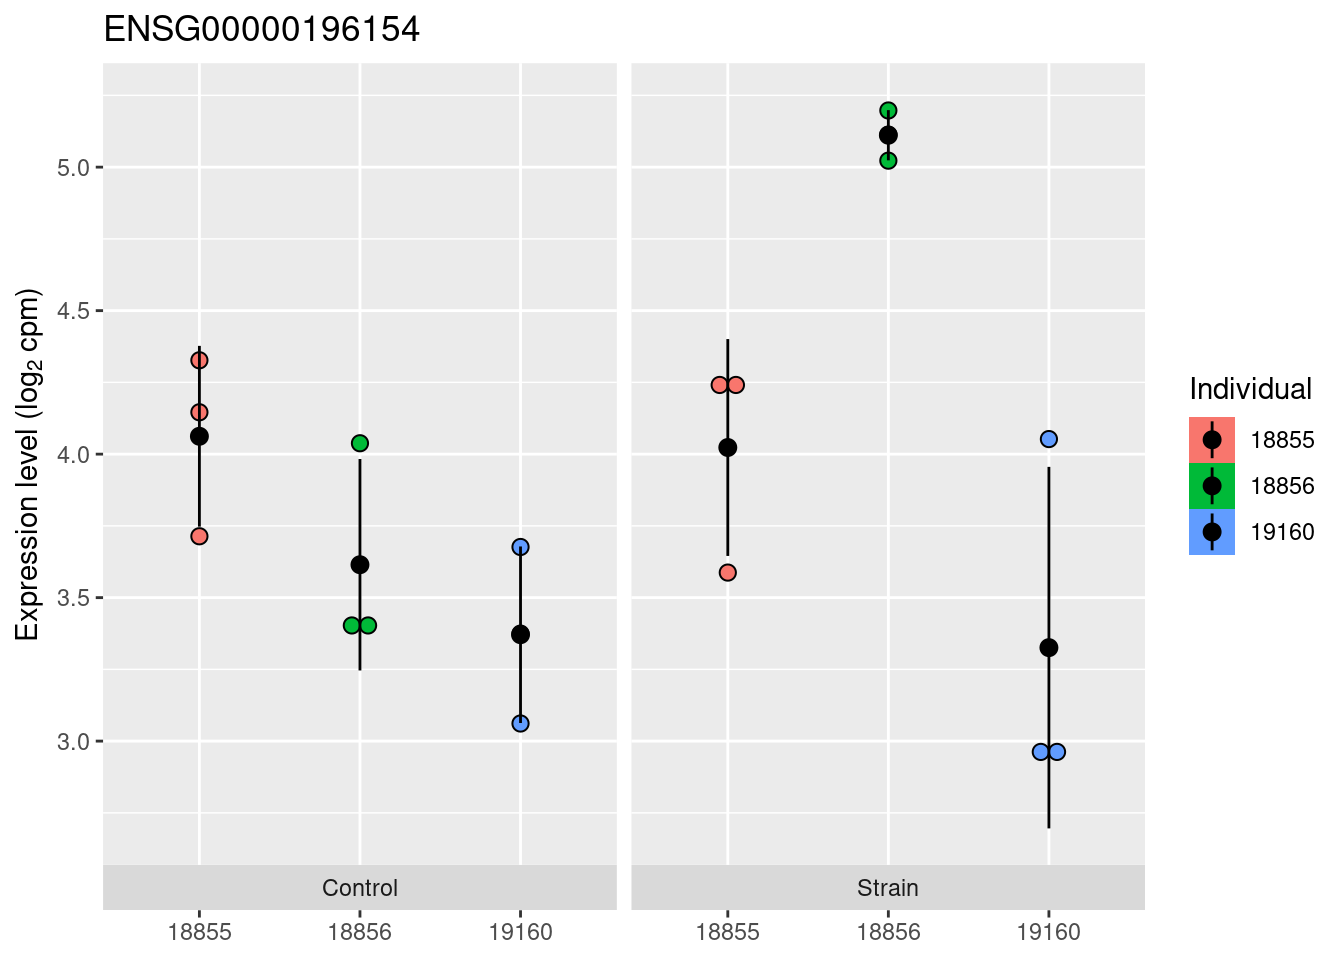 ENSG00000196154
Expression level (log₂ cpm)
5.0
4.5
4.0
3.5
3.0
Control
Strain
18855
18856
19160
18855
18856
19160
Individual
18855
18856
19160